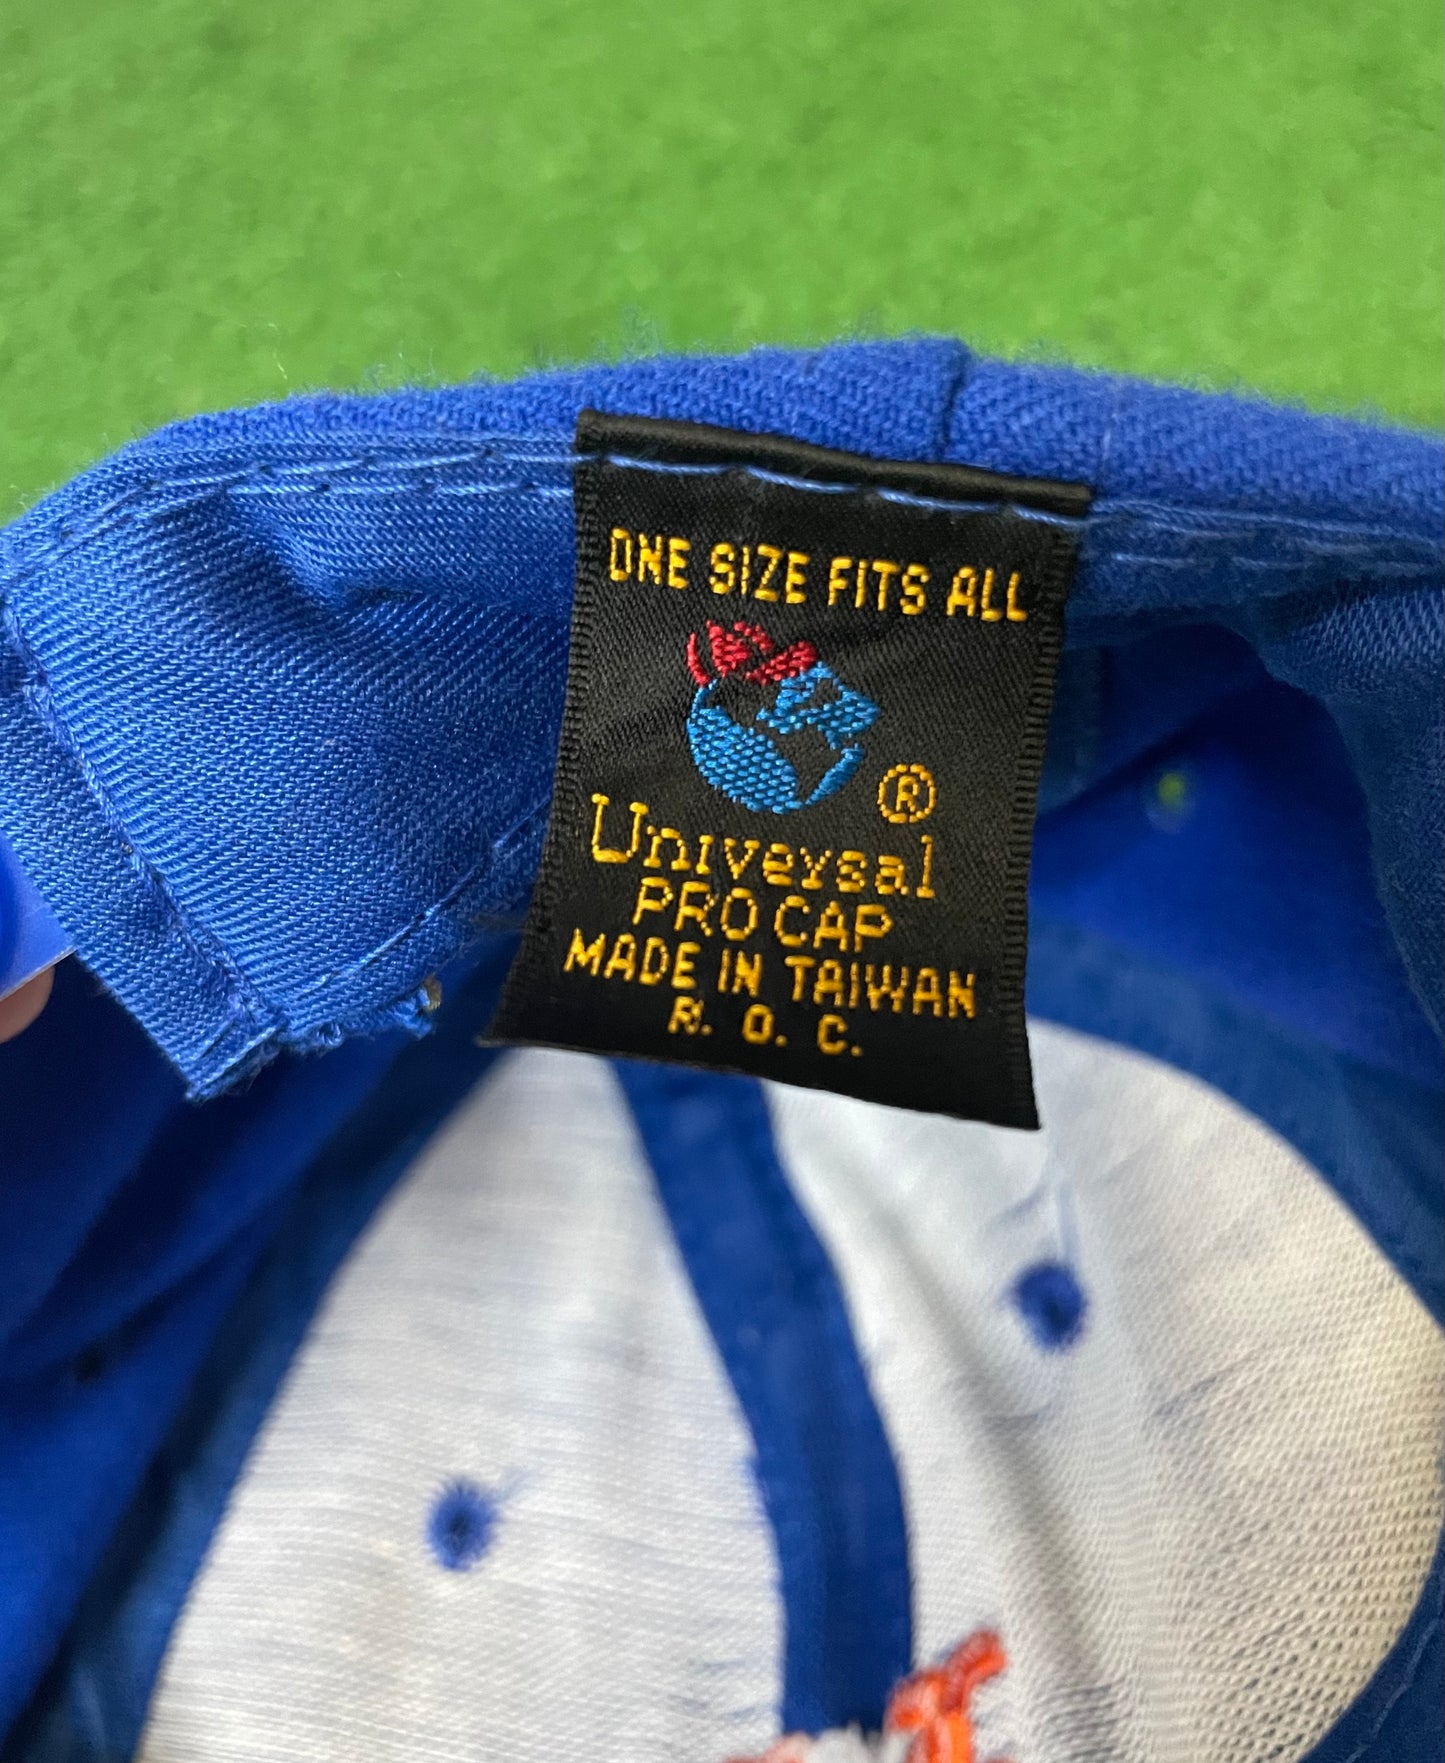 ONE SIZE FITS ALL
®
Universal
PRO CAP
MADE IN TAIWAN
R. O. C.